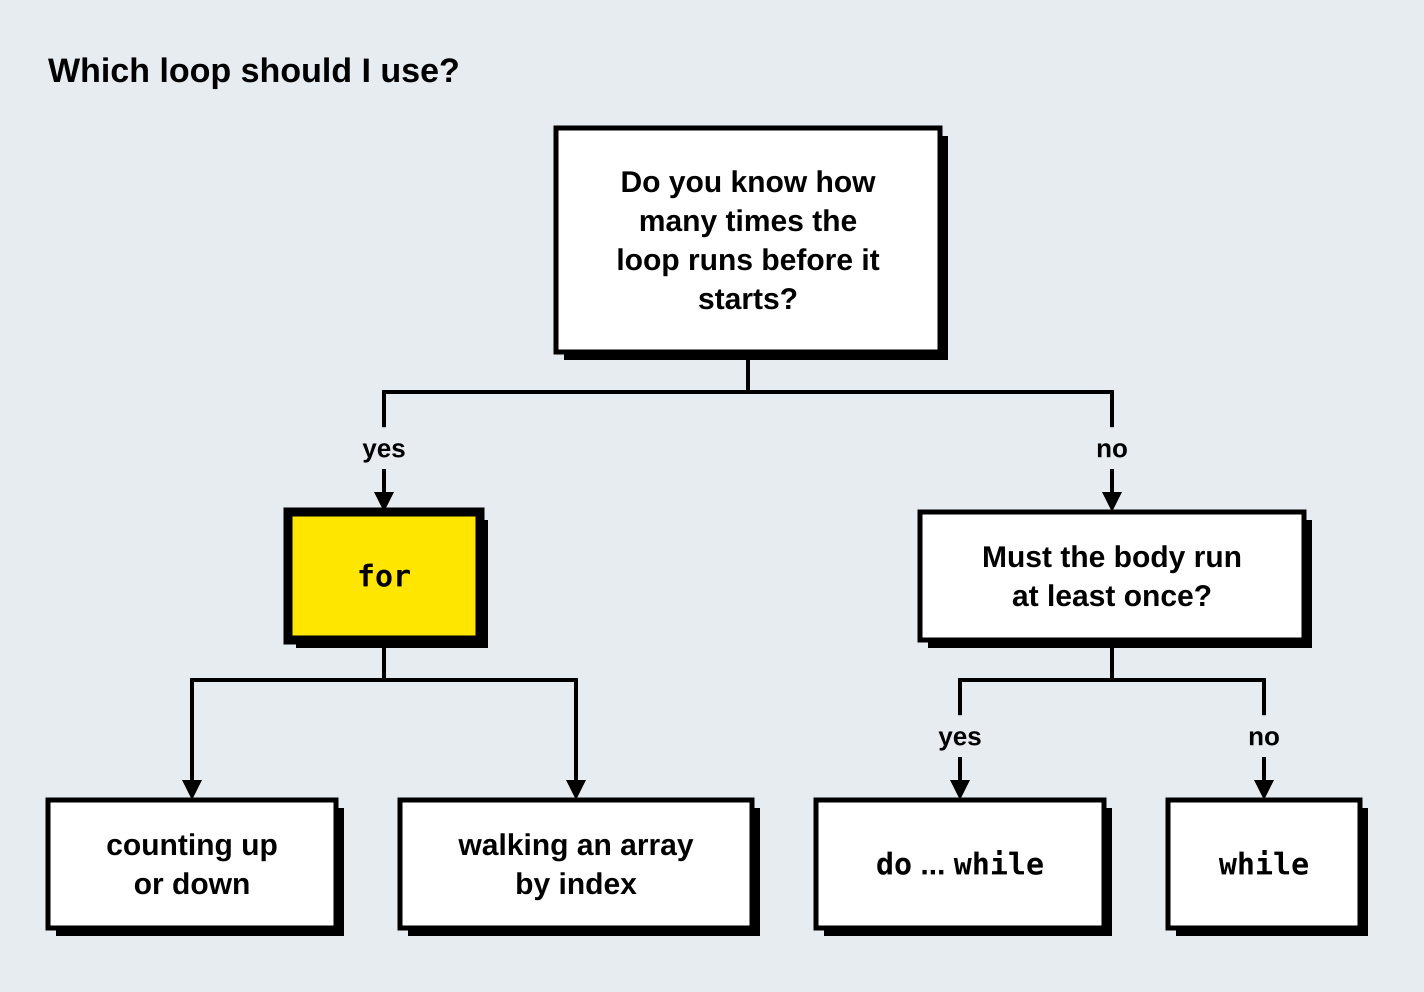 Which loop should I use?
Do you know how
many times the
loop runs before it
starts?
yes
no
for
Must the body run
at least once?
yes
no
counting up
or down
walking an array
by index
do ... while
while